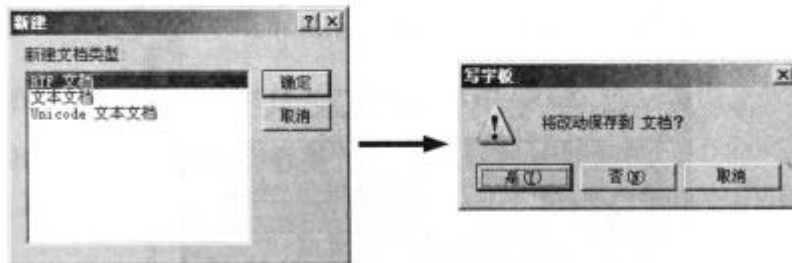 新建
新建文档类型:
RTF 文档
文本文档
Unicode 文本文档
确定
取消
写字板
将改动保存到 文档?
是(Y)
否(N)
取消